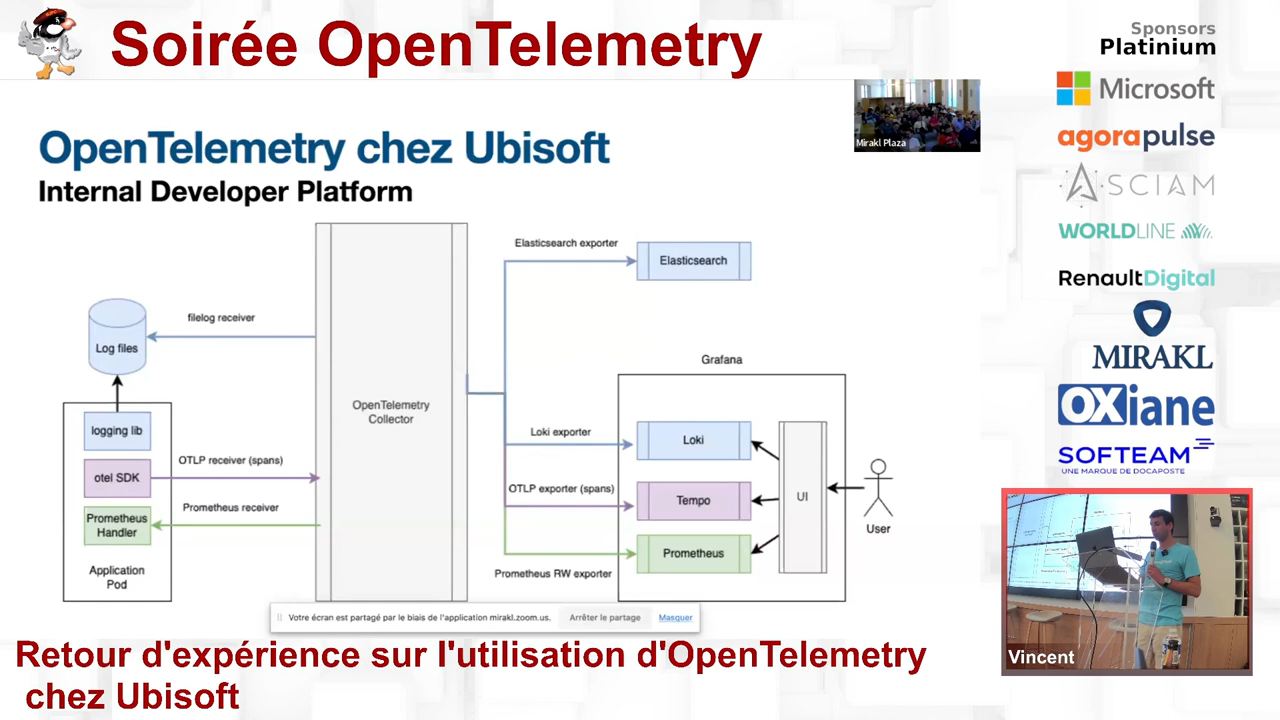 Soirée OpenTelemetry
Sponsors
Platinium
Microsoft
agorapulse
ASCIAM
WORLDLINE
RenaultDigital
MIRAKL
OXiane
SOFTEAM
UNE MARQUE DE DOCAPOSTE
Mirakl Plaza
OpenTelemetry chez Ubisoft
Internal Developer Platform
Elasticsearch exporter
Elasticsearch
filelog receiver
Log files
Grafana
OpenTelemetry
Collector
logging lib
Loki exporter
Loki
OTLP receiver (spans)
otel SDK
OTLP exporter (spans)
Tempo
UI
User
Prometheus receiver
Prometheus
Handler
Prometheus
Prometheus RW exporter
Application
Pod
Votre écran est partagé par le biais de l'application mirakl.zoom.us.
Arrêter le partage
Masquer
Vincent
Retour d'expérience sur l'utilisation d'OpenTelemetry
chez Ubisoft